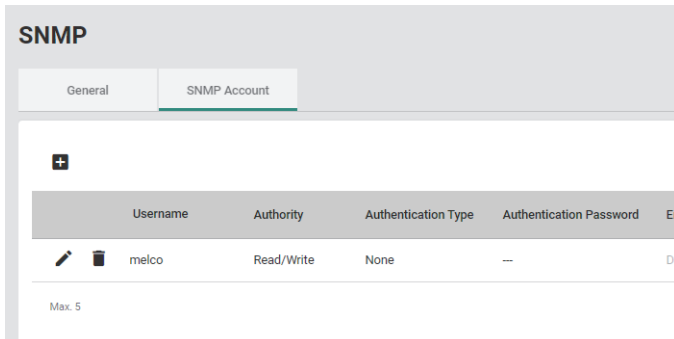 SNMP
General SNMP Account
Username Authority Authentication Type Authentication Password
melco Read/Write None ---
Max. 5